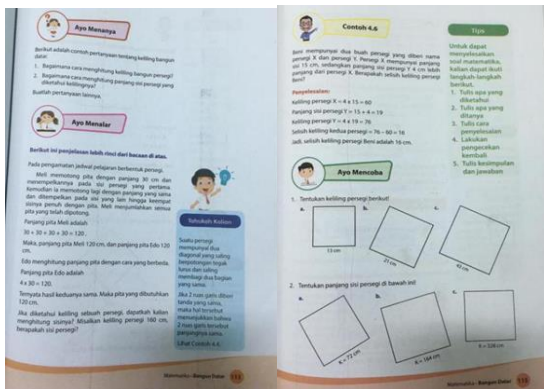 Ayo Menanya
Berikut adalah contoh pertanyaan tentang keliling bangun
datar.
1. Bagaimana cara menghitung keliling bangun persegi?
2. Bagaimana cara menghitung panjang sisi persegi yang
diketahui kelilingnya?
Buatlah pertanyaan lainnya.
Ayo Menalar
Berikut ini penjelasan lebih rinci dari bacaan di atas.
Pada pengamatan jadwal pelajaran berbentuk persegi.
Meli memotong pita dengan panjang 30 cm dan
menempelkannya pada sisi persegi yang pertama.
Kemudian ia memotong lagi dengan panjang yang sama
dan ditempelkan pada sisi yang lain hingga keempat
sisinya penuh dengan pita. Meli menjumlahkan semua
pita yang telah dipotong.
Panjang pita Meli adalah
30 + 30 + 30 + 30 = 120 .
Maka, panjang pita Meli 120 cm, dan panjang pita Edo 120
cm.
Edo menghitung panjang pita dengan cara yang berbeda.
Panjang pita Edo adalah
4 x 30 = 120.
Ternyata hasil keduanya sama. Maka pita yang dibutuhkan
120 cm.
Jika diketahui keliling sebuah persegi, dapatkah kalian
menghitung sisinya? Misalkan keliling persegi 160 cm,
berapakah sisi persegi?
Tahukah Kalian
Suatu persegi
mempunyai dua
diagonal yang saling
berpotongan tegak
lurus dan saling
membagi dua bagian
yang sama.
Jika 2 ruas garis diberi
tanda yang sama,
maka hal tersebut
menunjukkan bahwa
2 ruas garis tersebut
panjangnya sama.
Lihat Contoh 4.6.
Matematika - Bangun Datar
Contoh 4.6
Beni mempunyai dua buah persegi yang diberi nama
persegi X dan persegi Y. Persegi X mempunyai panjang
sisi 15 cm, sedangkan panjang sisi persegi Y 4 cm lebih
panjang dari persegi X. Berapakah selisih keliling persegi
Beni?
Penyelesaian:
Keliling persegi X = 4 x 15 = 60
Panjang sisi persegi Y = 15 + 4 = 19
Keliling persegi Y = 4 x 19 = 76
Selisih keliling kedua persegi = 76 – 60 = 16
Jadi, selisih keliling persegi Beni adalah 16 cm.
Tips
Untuk dapat
menyelesaikan
soal matematika,
kalian dapat ikuti
langkah-langkah
berikut.
1. Tulis apa yang
diketahui
2. Tulis apa yang
ditanya
3. Tulis cara
penyelesaian
4. Lakukan
pengecekan
kembali
5. Tulis kesimpulan
dan jawaban
Ayo Mencoba
1. Tentukan keliling persegi berikut!
a.
b.
c.
13 cm
43 cm
2. Tentukan panjang sisi persegi di bawah ini!
a.
b.
c.
K = 72 cm
K = 164 cm
Matematika - Bangun Datar